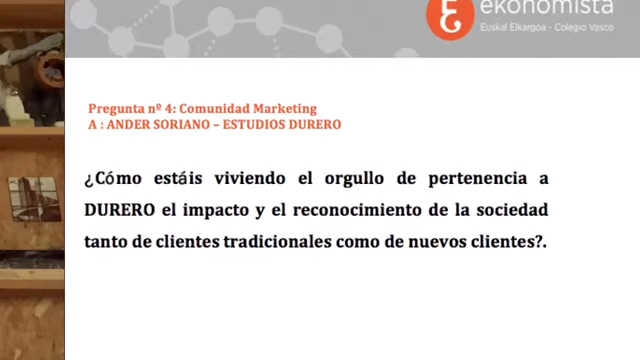 ekonomista
Euskal Elkargoa - Colegio Vasco
Pregunta nº 4: Comunidad Marketing
A : ANDER SORIANO – ESTUDIOS DURERO
¿Cómo estáis viviendo el orgullo de pertenencia a
DURERO el impacto y el reconocimiento de la sociedad
tanto de clientes tradicionales como de nuevos clientes?.